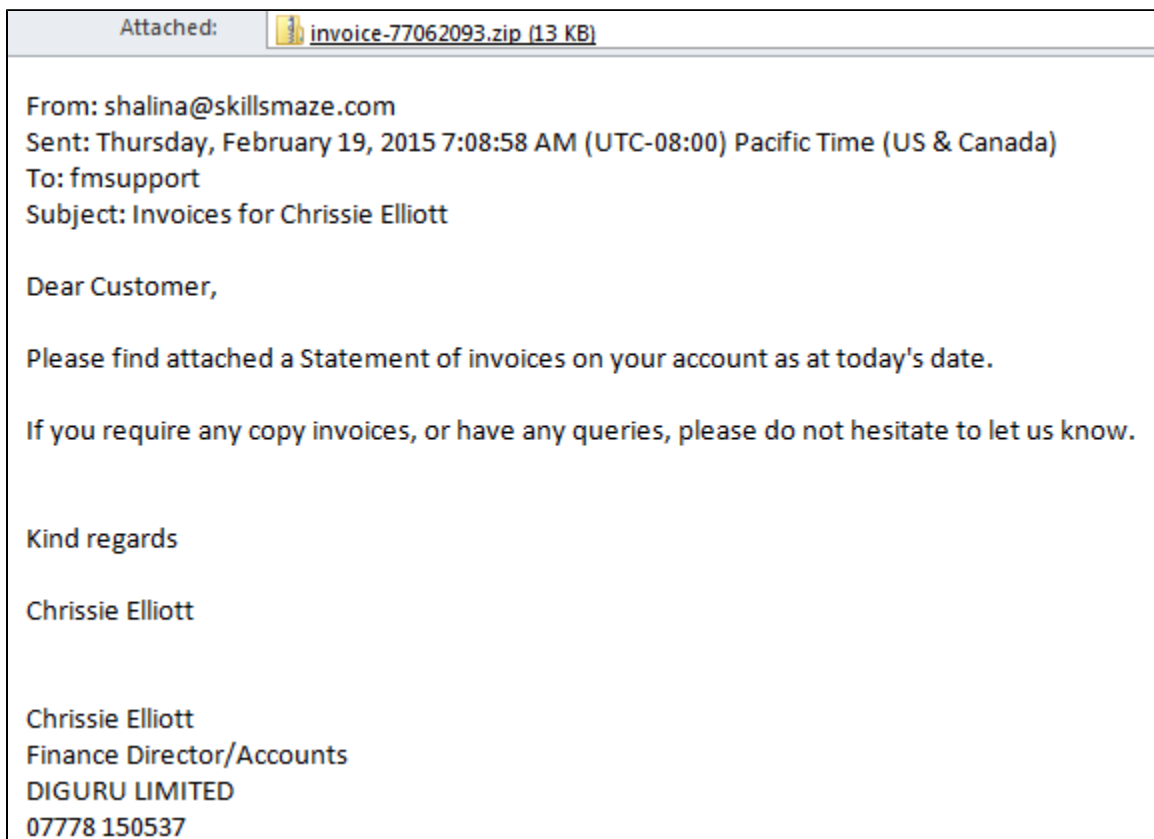 Attached: invoice-77062093.zip (13 KB)
From: shalina@skillsmaze.com
Sent: Thursday, February 19, 2015 7:08:58 AM (UTC-08:00) Pacific Time (US & Canada)
To: fmsupport
Subject: Invoices for Chrissie Elliott
Dear Customer,
Please find attached a Statement of invoices on your account as at today's date.
If you require any copy invoices, or have any queries, please do not hesitate to let us know.
Kind regards
Chrissie Elliott
Chrissie Elliott
Finance Director/Accounts
DIGURU LIMITED
07778 150537